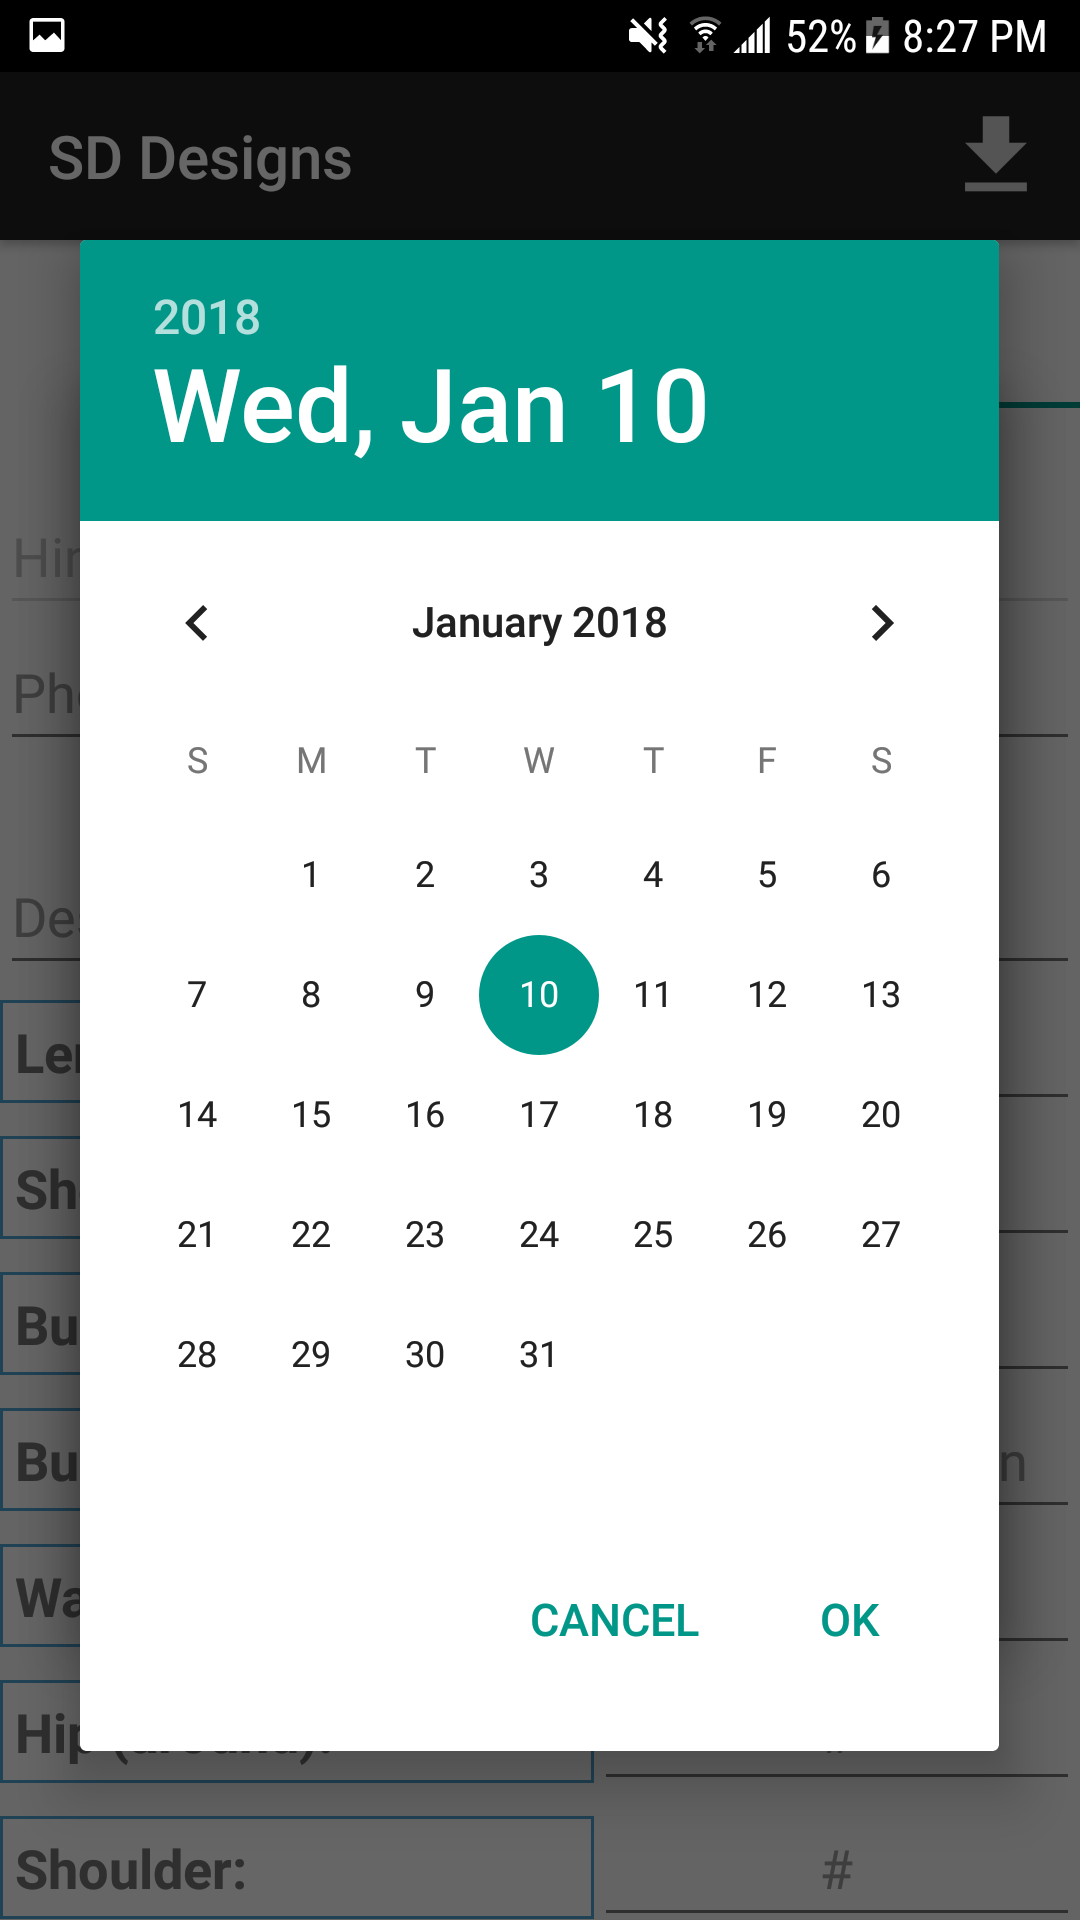 52% 8:27 PM
SD Designs
2018
Wed, Jan 10
January 2018
S M T W T F S
1 2 3 4 5 6
7 8 9 10 11 12 13
14 15 16 17 18 19 20
21 22 23 24 25 26 27
28 29 30 31
CANCEL OK
Hip (around):
Shoulder: #